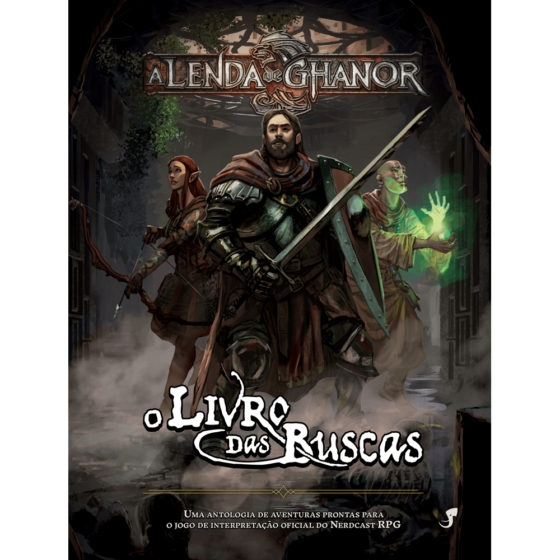 A LENDA DE GHANOR
O LIVRO
DAS BUSCAS
UMA ANTOLOGIA DE AVENTURAS PRONTAS PARA
O JOGO DE INTERPRETAÇÃO OFICIAL DO NERDCAST RPG